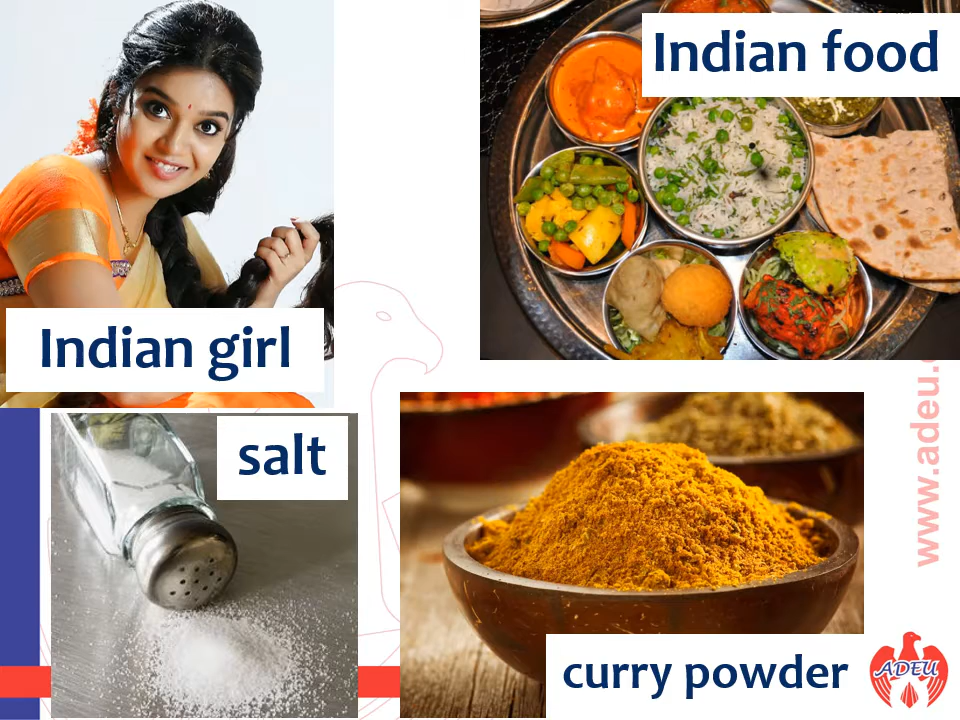 Indian food
Indian girl
salt
curry powder
www.adeu.
ADEU